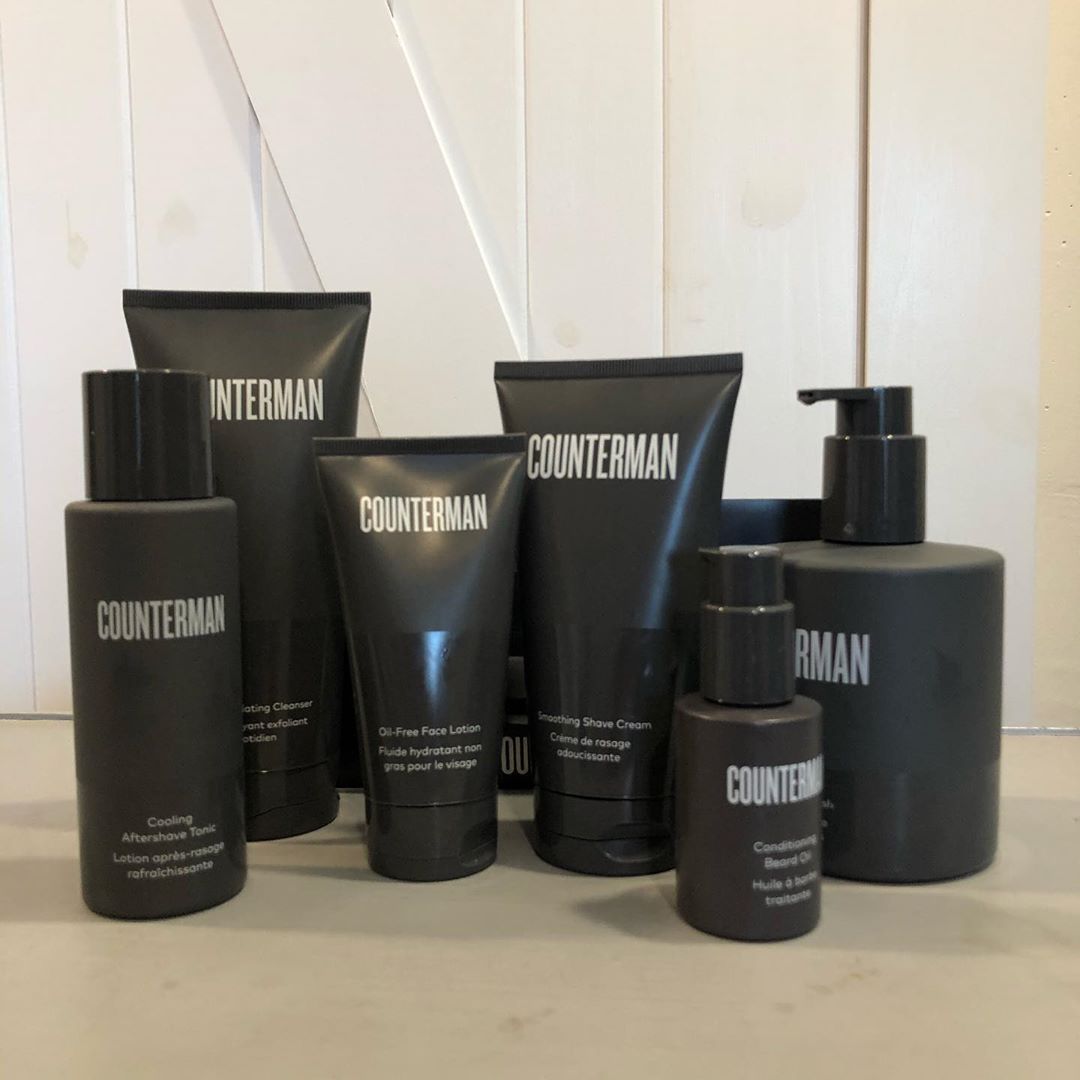 COUNTERMAN
Cooling
Aftershave Tonic
Lotion après-rasage
rafraîchissante
UNTERMAN
iating Cleanser
yant exfoliant
otidien
COUNTERMAN
Oil-Free Face Lotion
Fluide hydratant non
gras pour le visage
OU
COUNTERMAN
Smoothing Shave Cream
Crème de rasage
adoucissante
COUNTERMAN
Conditioning
Beard Oil
Huile à barbe
traitante
RMAN